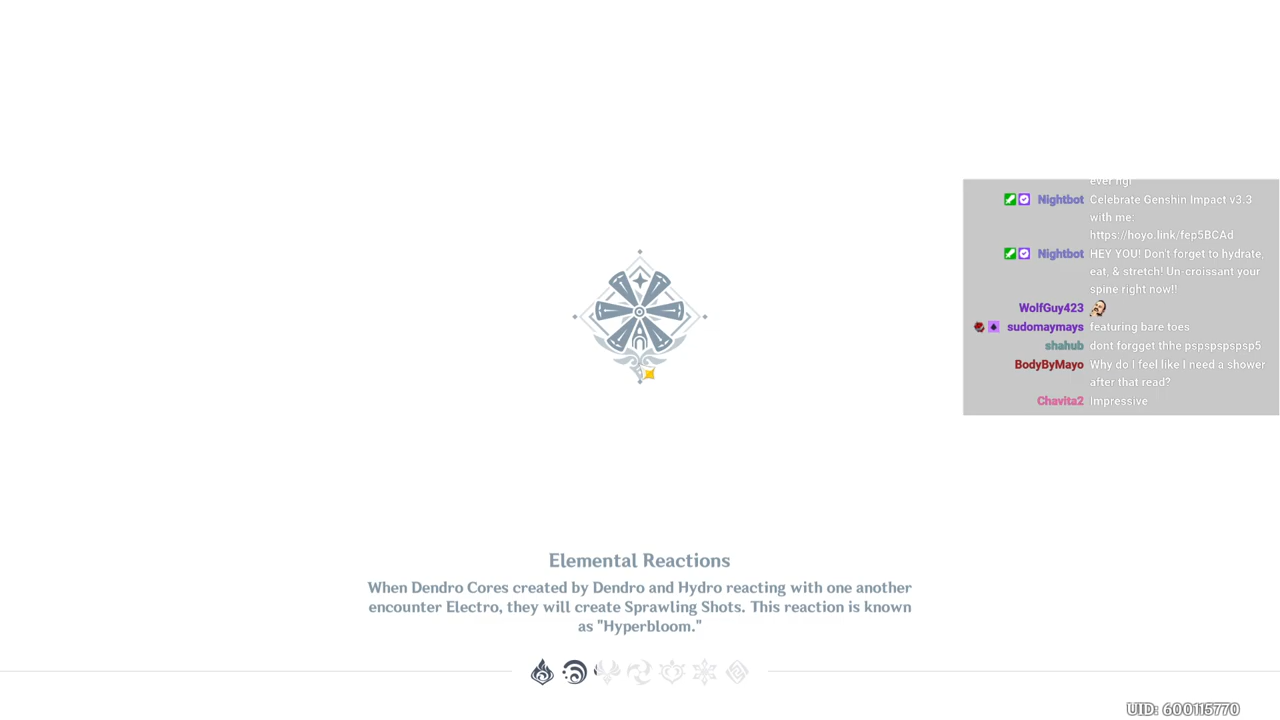 ever ngl
Nightbot Celebrate Genshin Impact v3.3
with me:
https://hoyo.link/fep5BCAd
Nightbot HEY YOU! Don't forget to hydrate,
eat, & stretch! Un-croissant your
spine right now!!
WolfGuy423
sudomaymays featuring bare toes
shahub dont forgget thhe pspspspspsp5
BodyByMayo Why do I feel like I need a shower
after that read?
Chavita2 Impressive
Elemental Reactions
When Dendro Cores created by Dendro and Hydro reacting with one another
encounter Electro, they will create Sprawling Shots. This reaction is known
as "Hyperbloom."
UID: 600115770